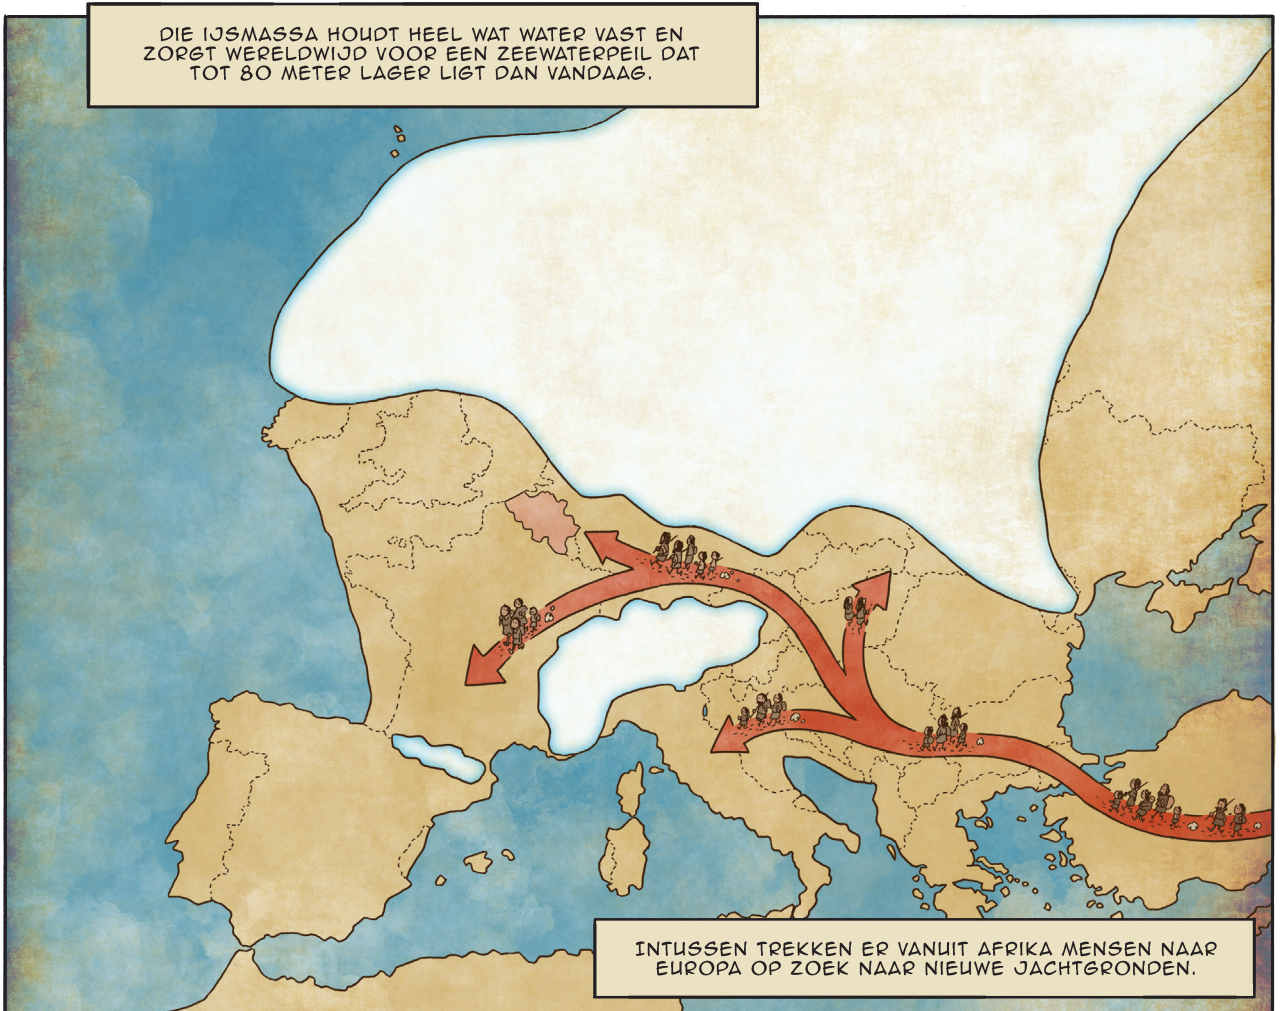 DIE IJSMASSA HOUDT HEEL WAT WATER VAST EN
ZORGT WERELDWIJD VOOR EEN ZEEWATERPEIL DAT
TOT 80 METER LAGER LIGT DAN VANDAAG.
INTUSSEN TREKKEN ER VANUIT AFRIKA MENSEN NAAR
EUROPA OP ZOEK NAAR NIEUWE JACHTGRONDEN.